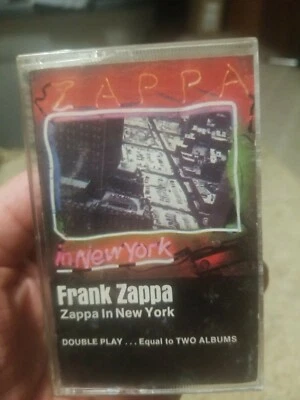 ZAPPA
in New York
Frank Zappa
Zappa In New York
DOUBLE PLAY . . . Equal to TWO ALBUMS